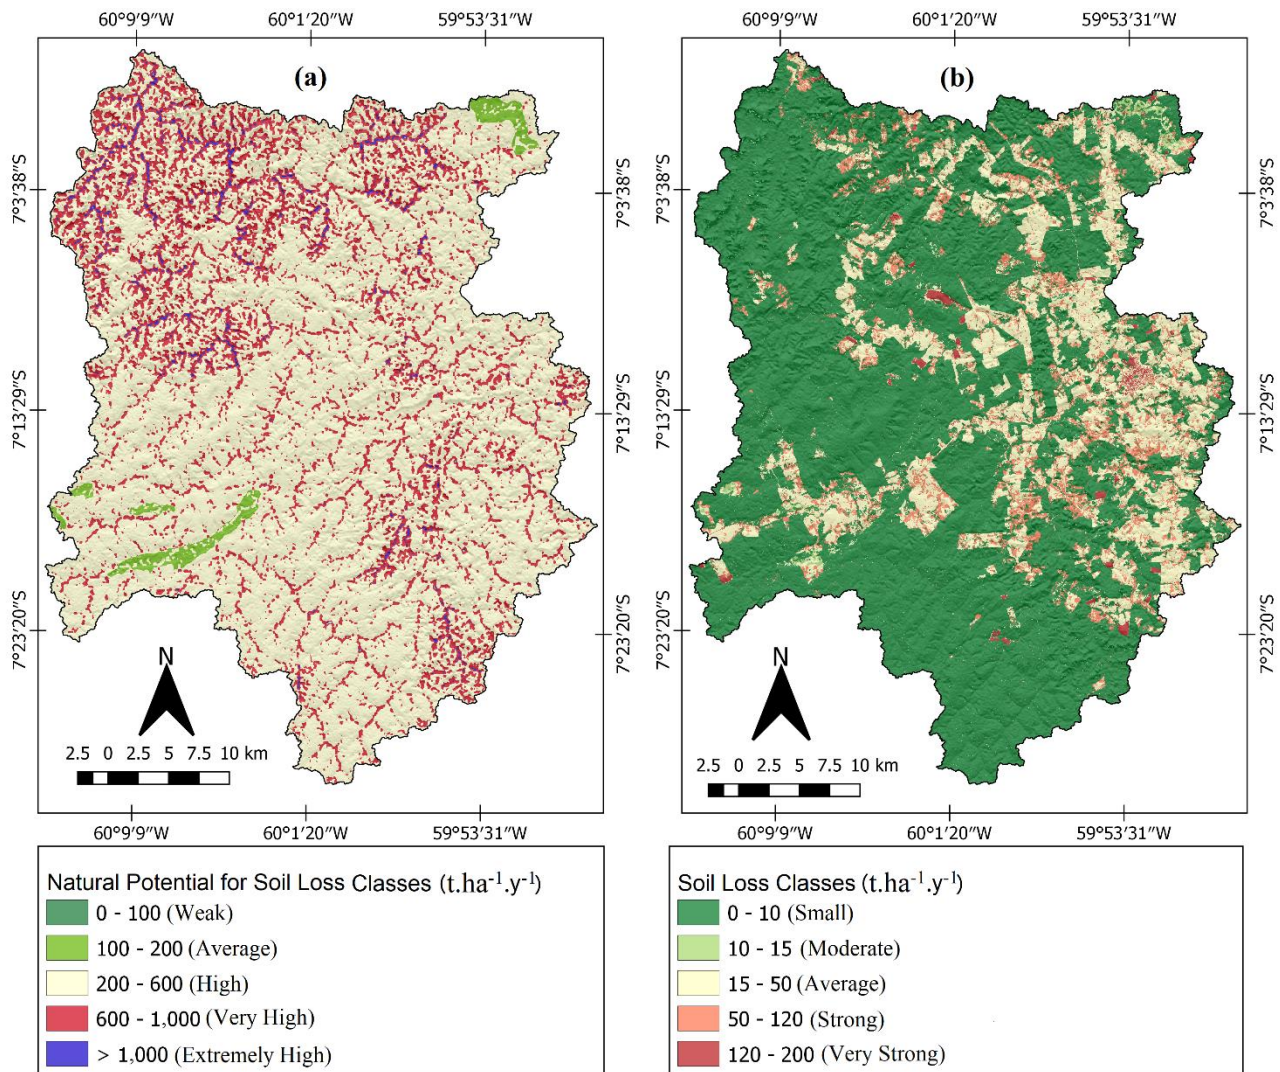 60°9′9″W 60°1′20″W 59°53′31″W
60°9′9″W 60°1′20″W 59°53′31″W
(a)
(b)
7°3′38″S
7°3′38″S
7°3′38″S
7°3′38″S
7°13′29″S
7°13′29″S
7°13′29″S
7°13′29″S
7°23′20″S
7°23′20″S
7°23′20″S
7°23′20″S
N
N
2.5 0 2.5 5 7.5 10 km
2.5 0 2.5 5 7.5 10 km
60°9′9″W 60°1′20″W 59°53′31″W
60°9′9″W 60°1′20″W 59°53′31″W
Natural Potential for Soil Loss Classes (t.ha⁻¹.y⁻¹)
0 - 100 (Weak)
100 - 200 (Average)
200 - 600 (High)
600 - 1,000 (Very High)
> 1,000 (Extremely High)
Soil Loss Classes (t.ha⁻¹.y⁻¹)
0 - 10 (Small)
10 - 15 (Moderate)
15 - 50 (Average)
50 - 120 (Strong)
120 - 200 (Very Strong)